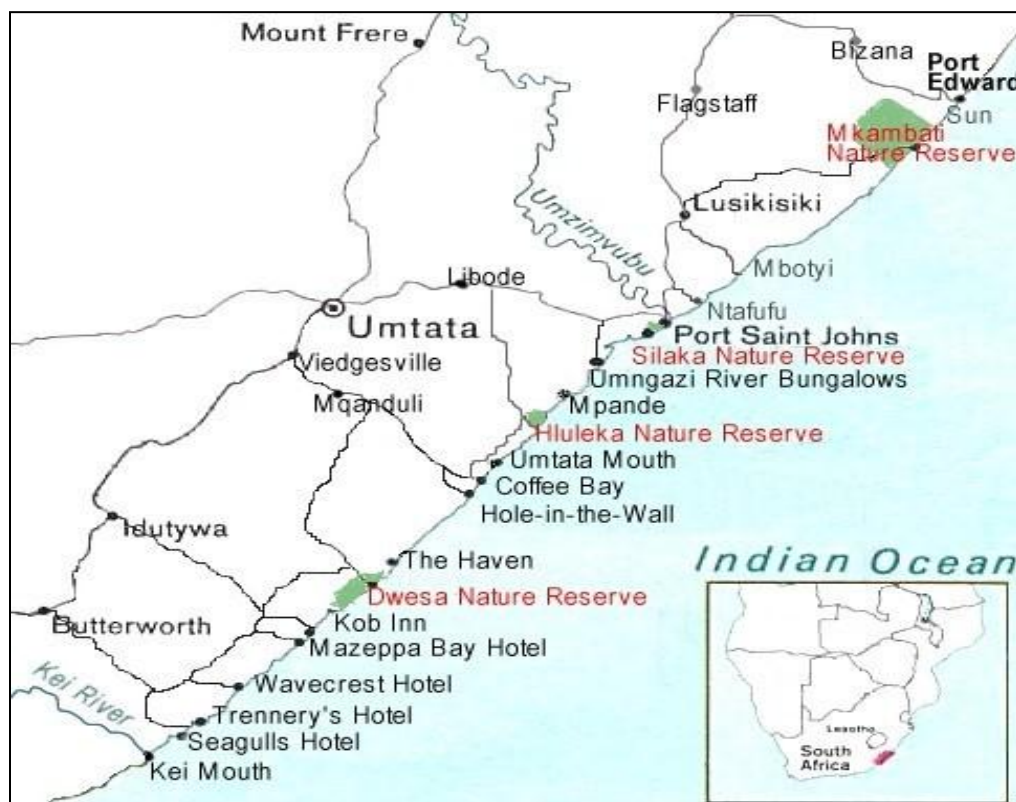 Mount Frere
Bizana
Port
Edward
Flagstaff
Sun
Mkambati
Nature Reserve
Umzimvubu
Lusikisiki
Mbotyi
Libode
Ntafufu
Umtata
Port Saint Johns
Silaka Nature Reserve
Viedgesville
Umngazi River Bungalows
Mqanduli
Mpande
Hluleka Nature Reserve
Umtata Mouth
Coffee Bay
Hole-in-the-Wall
Idutywa
The Haven
Indian Ocean
Dwesa Nature Reserve
Butterworth
Kob Inn
Mazeppa Bay Hotel
Kei River
Wavecrest Hotel
Trennery's Hotel
Seagulls Hotel
Kei Mouth
Lesotho
South
Africa